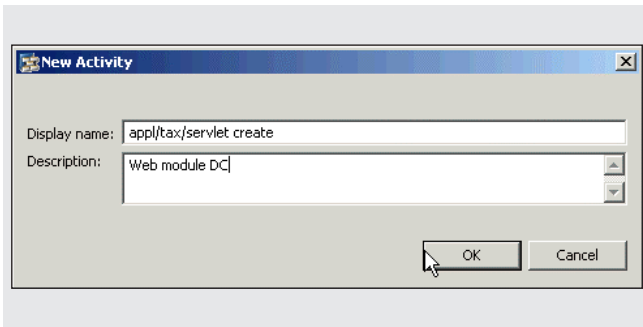 New Activity
Display name: appl/tax/servlet create
Description: Web module DC
OK Cancel